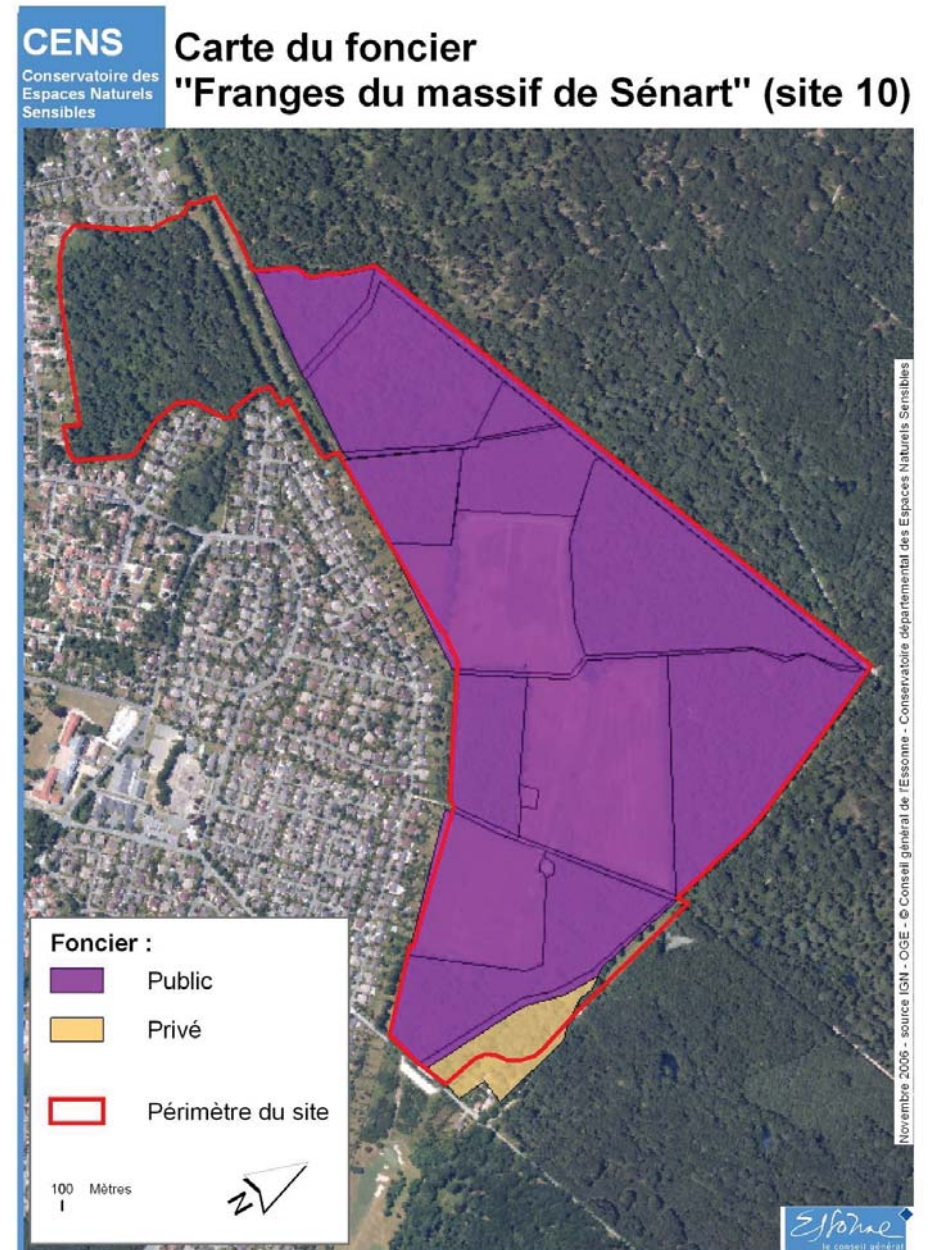 CENS
Conservatoire des
Espaces Naturels
Sensibles
Carte du foncier
"Franges du massif de Sénart" (site 10)
Novembre 2006 - source IGN - OGE - © Conseil général de l'Essonne - Conservatoire départemental des Espaces Naturels Sensibles
Foncier :
Public
Privé
Périmètre du site
100 Mètres
N
Essonne
le conseil général